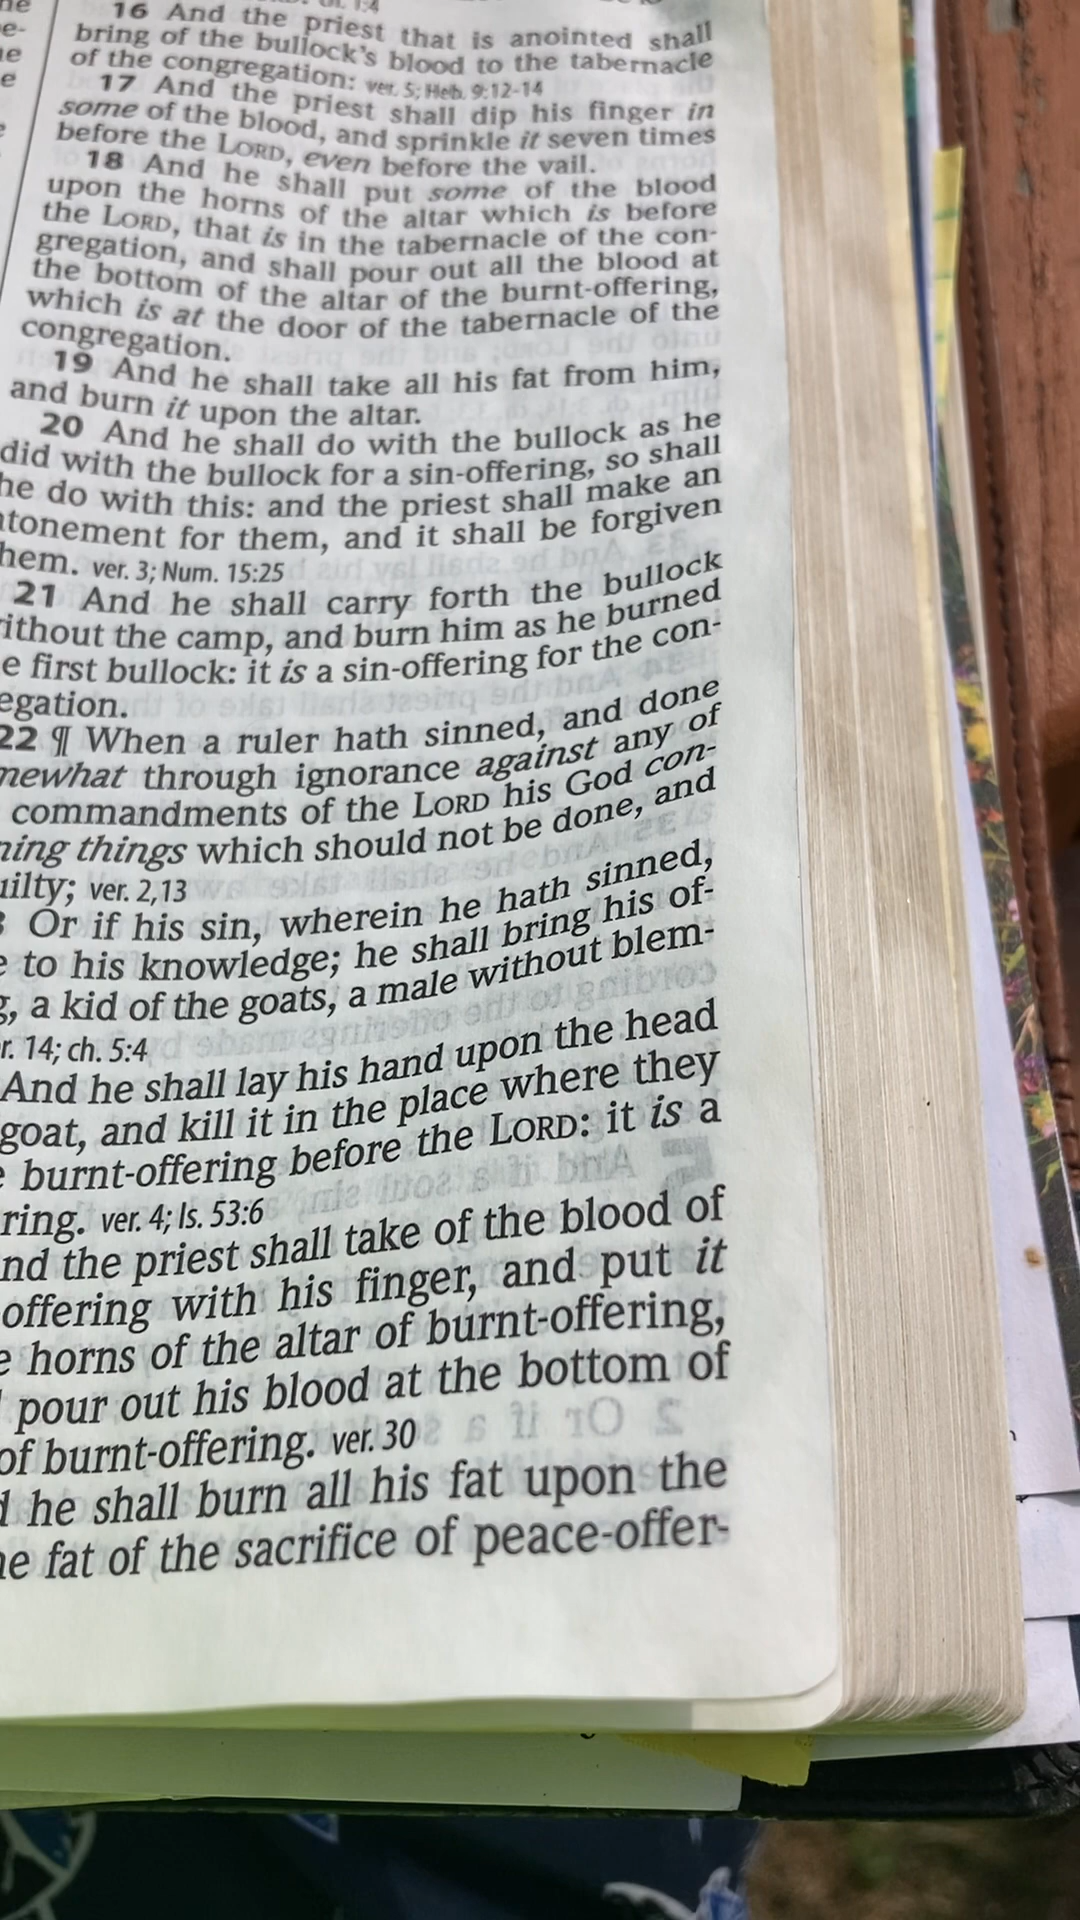 16 And the priest that is anointed shall
bring of the bullock's blood to the tabernacle
of the congregation: ver. 5; Heb. 9:12-14
17 And the priest shall dip his finger in
some of the blood, and sprinkle it seven times
before the LORD, even before the vail.
18 And he shall put some of the blood
upon the horns of the altar which is before
the LORD, that is in the tabernacle of the con-
gregation, and shall pour out all the blood at
the bottom of the altar of the burnt-offering,
which is at the door of the tabernacle of the
congregation.
19 And he shall take all his fat from him,
and burn it upon the altar.
20 And he shall do with the bullock as he
did with the bullock for a sin-offering, so shall
he do with this: and the priest shall make an
tonement for them, and it shall be forgiven
hem. ver. 3; Num. 15:25
21 And he shall carry forth the bullock
ithout the camp, and burn him as he burned
e first bullock: it is a sin-offering for the con-
egation.
22 ¶ When a ruler hath sinned, and done
mewhat through ignorance against any of
commandments of the LORD his God con-
ning things which should not be done, and
uilty; ver. 2,13
Or if his sin, wherein he hath sinned,
e to his knowledge; he shall bring his of-
g, a kid of the goats, a male without blem-
r. 14; ch. 5:4
And he shall lay his hand upon the head
goat, and kill it in the place where they
e burnt-offering before the LORD: it is a
ring. ver. 4; Is. 53:6
nd the priest shall take of the blood of
offering with his finger, and put it
e horns of the altar of burnt-offering,
pour out his blood at the bottom of
of burnt-offering. ver. 30
d he shall burn all his fat upon the
he fat of the sacrifice of peace-offer-